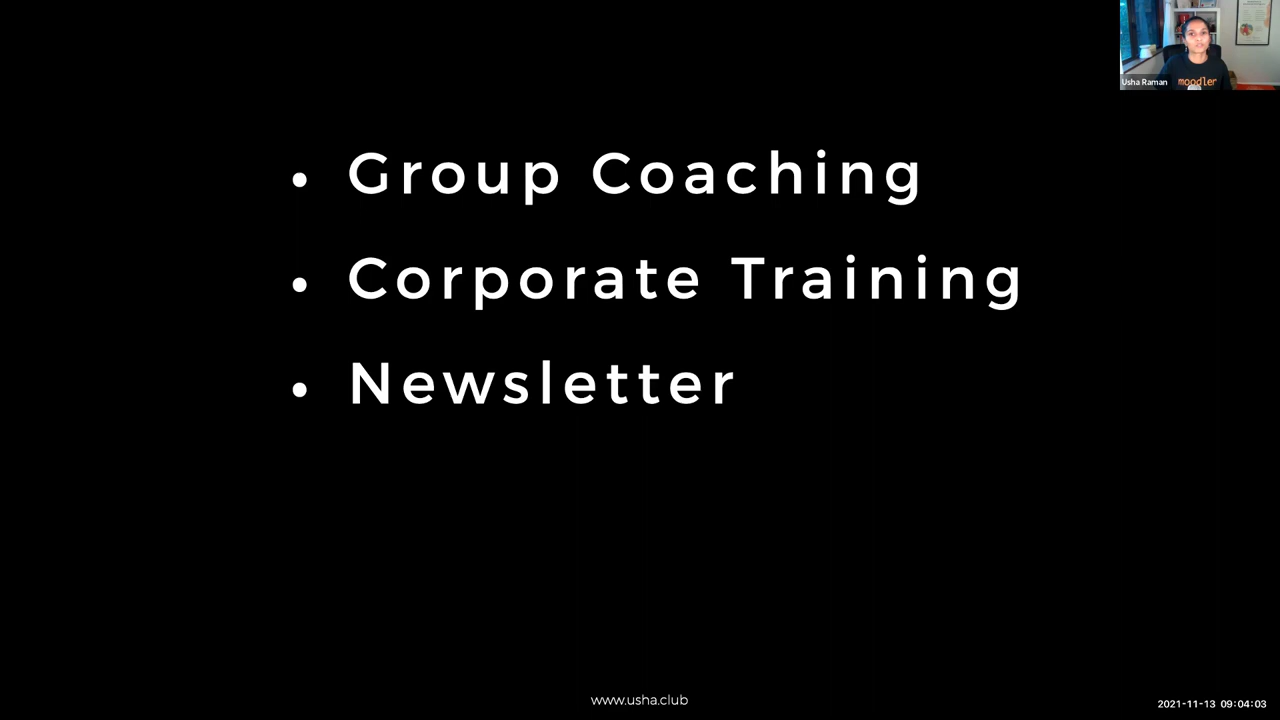 Usha Raman
moodler
• Group Coaching
• Corporate Training
• Newsletter
www.usha.club
2021-11-13 09:04:03